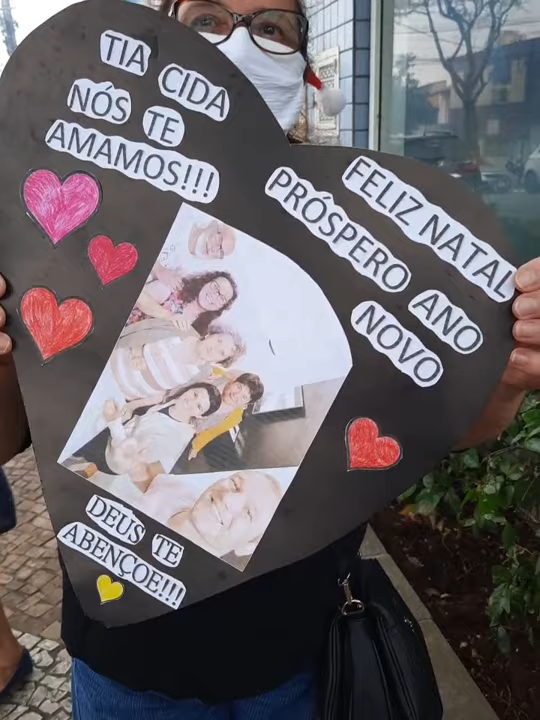 TIA CIDA
NÓS TE
AMAMOS!!!
FELIZ NATAL
PRÓSPERO ANO
NOVO
DEUS TE
ABENÇOE!!!